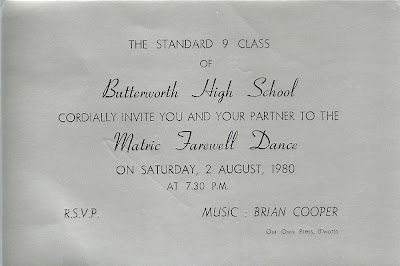 THE STANDARD 9 CLASS
OF
Butterworth High School
CORDIALLY INVITE YOU AND YOUR PARTNER TO THE
Matric Farewell Dance
ON SATURDAY, 2 AUGUST, 1980
AT 7.30 P.M.
R.S.V.P. MUSIC : BRIAN COOPER
Our Own Press, B'worth